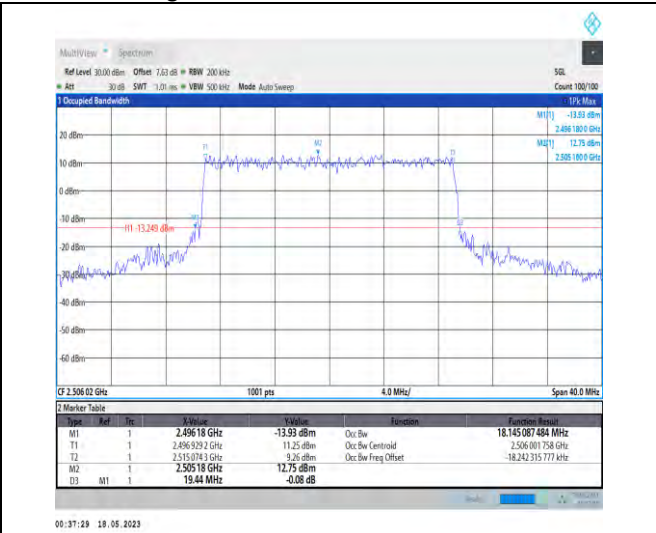 MultiView Spectrum
Ref Level 30.00 dBm Offset 7.63 dB RBW 200 kHz SGL
Att 30 dB SWT 1.01 ms VBW 500 kHz Mode Auto Sweep Count 100/100
1 Occupied Bandwidth 1Pk Max
M1[1] -13.93 dBm
2.496 180 0 GHz
20 dBm M2[1] 12.75 dBm
2.505 180 0 GHz
T1 M2 T2
10 dBm
0 dBm
-10 dBm
H1 -13.249 dBm
-20 dBm
-30 dBm
-40 dBm
-50 dBm
-60 dBm
CF 2.506 02 GHz 1001 pts 4.0 MHz/ Span 40.0 MHz
2 Marker Table
Type Ref Trc X-Value Y-Value Function Function Result
M1 1 2.496 18 GHz -13.93 dBm Occ Bw 18.145 087 484 MHz
T1 1 2.496 929 2 GHz 11.25 dBm Occ Bw Centroid 2.506 001 758 GHz
T2 1 2.515 074 3 GHz 9.26 dBm Occ Bw Freq Offset -18.242 315 777 kHz
M2 1 2.505 18 GHz 12.75 dBm
D3 M1 1 19.44 MHz -0.08 dB
00:37:29 18.05.2023